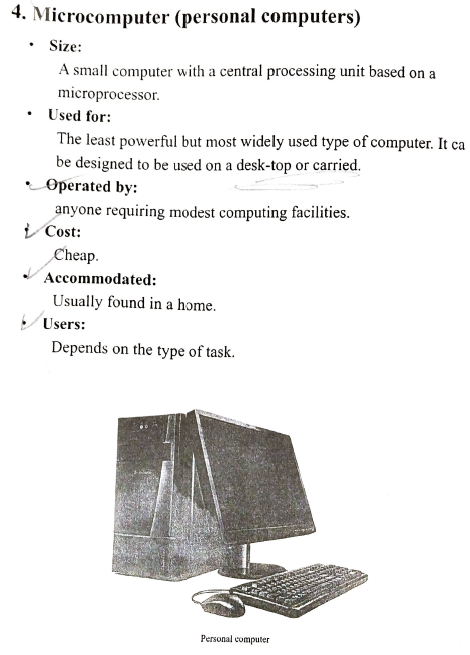 4. Microcomputer (personal computers)
• Size:
A small computer with a central processing unit based on a
microprocessor.
• Used for:
The least powerful but most widely used type of computer. It ca
be designed to be used on a desk-top or carried.
• Operated by:
anyone requiring modest computing facilities.
• Cost:
Cheap.
• Accommodated:
Usually found in a home.
• Users:
Depends on the type of task.
Personal computer